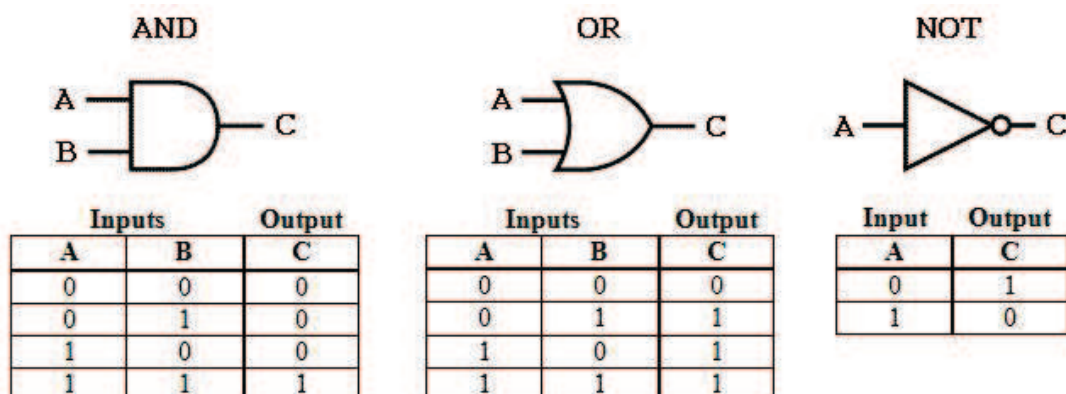 AND OR NOT
A C A C A C
B B
Inputs Output Inputs Output Input Output
A B C A B C A C
0 0 0 0 0 0 0 1
0 1 0 0 1 1 1 0
1 0 0 1 0 1
1 1 1 1 1 1